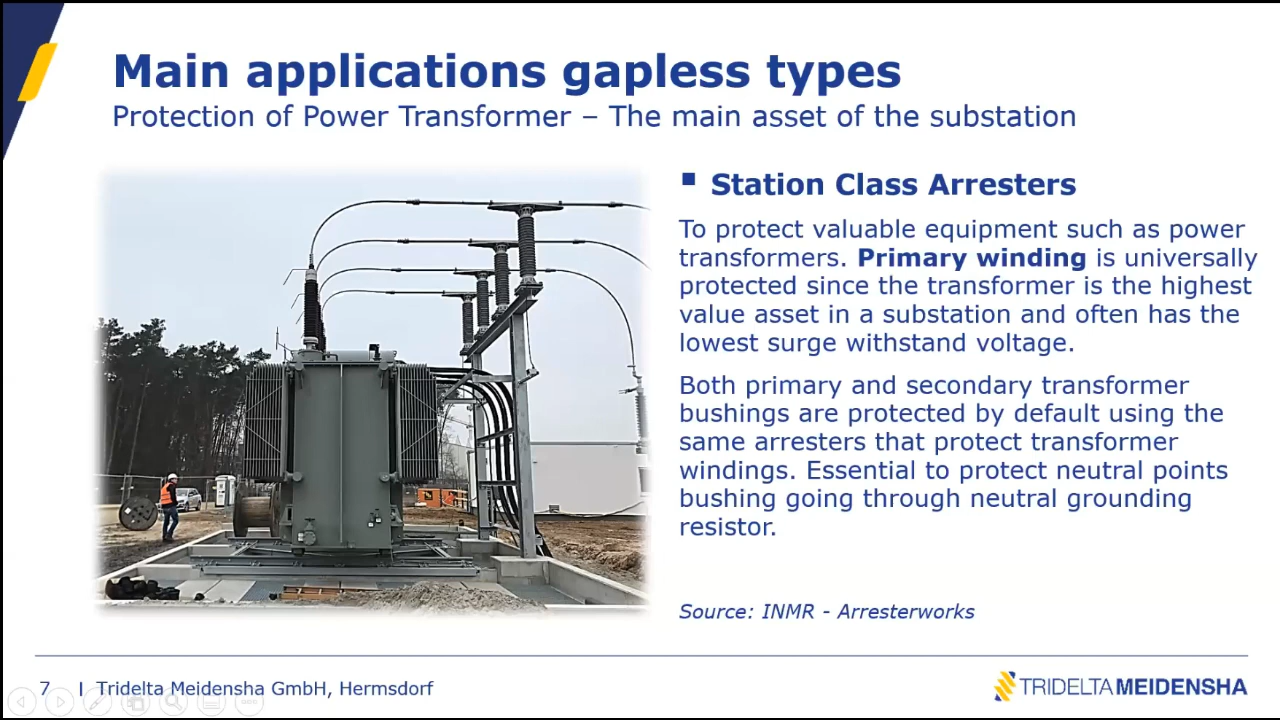 Main applications gapless types
Protection of Power Transformer – The main asset of the substation
▪ Station Class Arresters
To protect valuable equipment such as power
transformers. Primary winding is universally
protected since the transformer is the highest
value asset in a substation and often has the
lowest surge withstand voltage.
Both primary and secondary transformer
bushings are protected by default using the
same arresters that protect transformer
windings. Essential to protect neutral points
bushing going through neutral grounding
resistor.
Source: INMR - Arresterworks
7 | Tridelta Meidensha GmbH, Hermsdorf
TRIDELTAMEIDENSHA